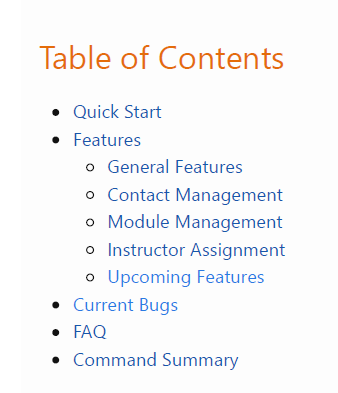 Table of Contents
Quick Start
Features
General Features
Contact Management
Module Management
Instructor Assignment
Upcoming Features
Current Bugs
FAQ
Command Summary